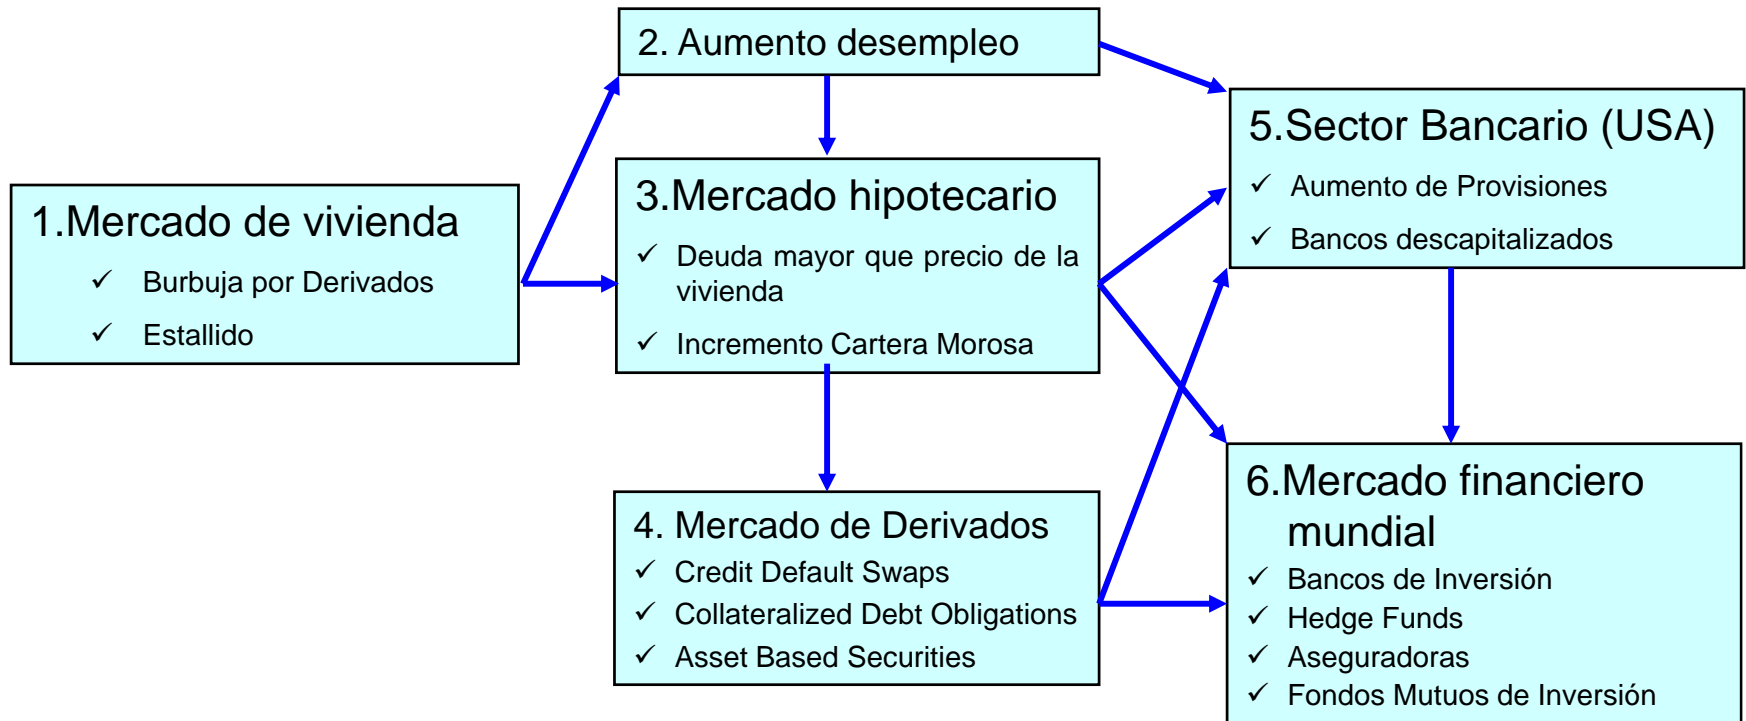 1.Mercado de vivienda
✓ Burbuja por Derivados
✓ Estallido
2. Aumento desempleo
3.Mercado hipotecario
✓ Deuda mayor que precio de la
vivienda
✓ Incremento Cartera Morosa
4. Mercado de Derivados
✓ Credit Default Swaps
✓ Collateralized Debt Obligations
✓ Asset Based Securities
5.Sector Bancario (USA)
✓ Aumento de Provisiones
✓ Bancos descapitalizados
6.Mercado financiero
mundial
✓ Bancos de Inversión
✓ Hedge Funds
✓ Aseguradoras
✓ Fondos Mutuos de Inversión